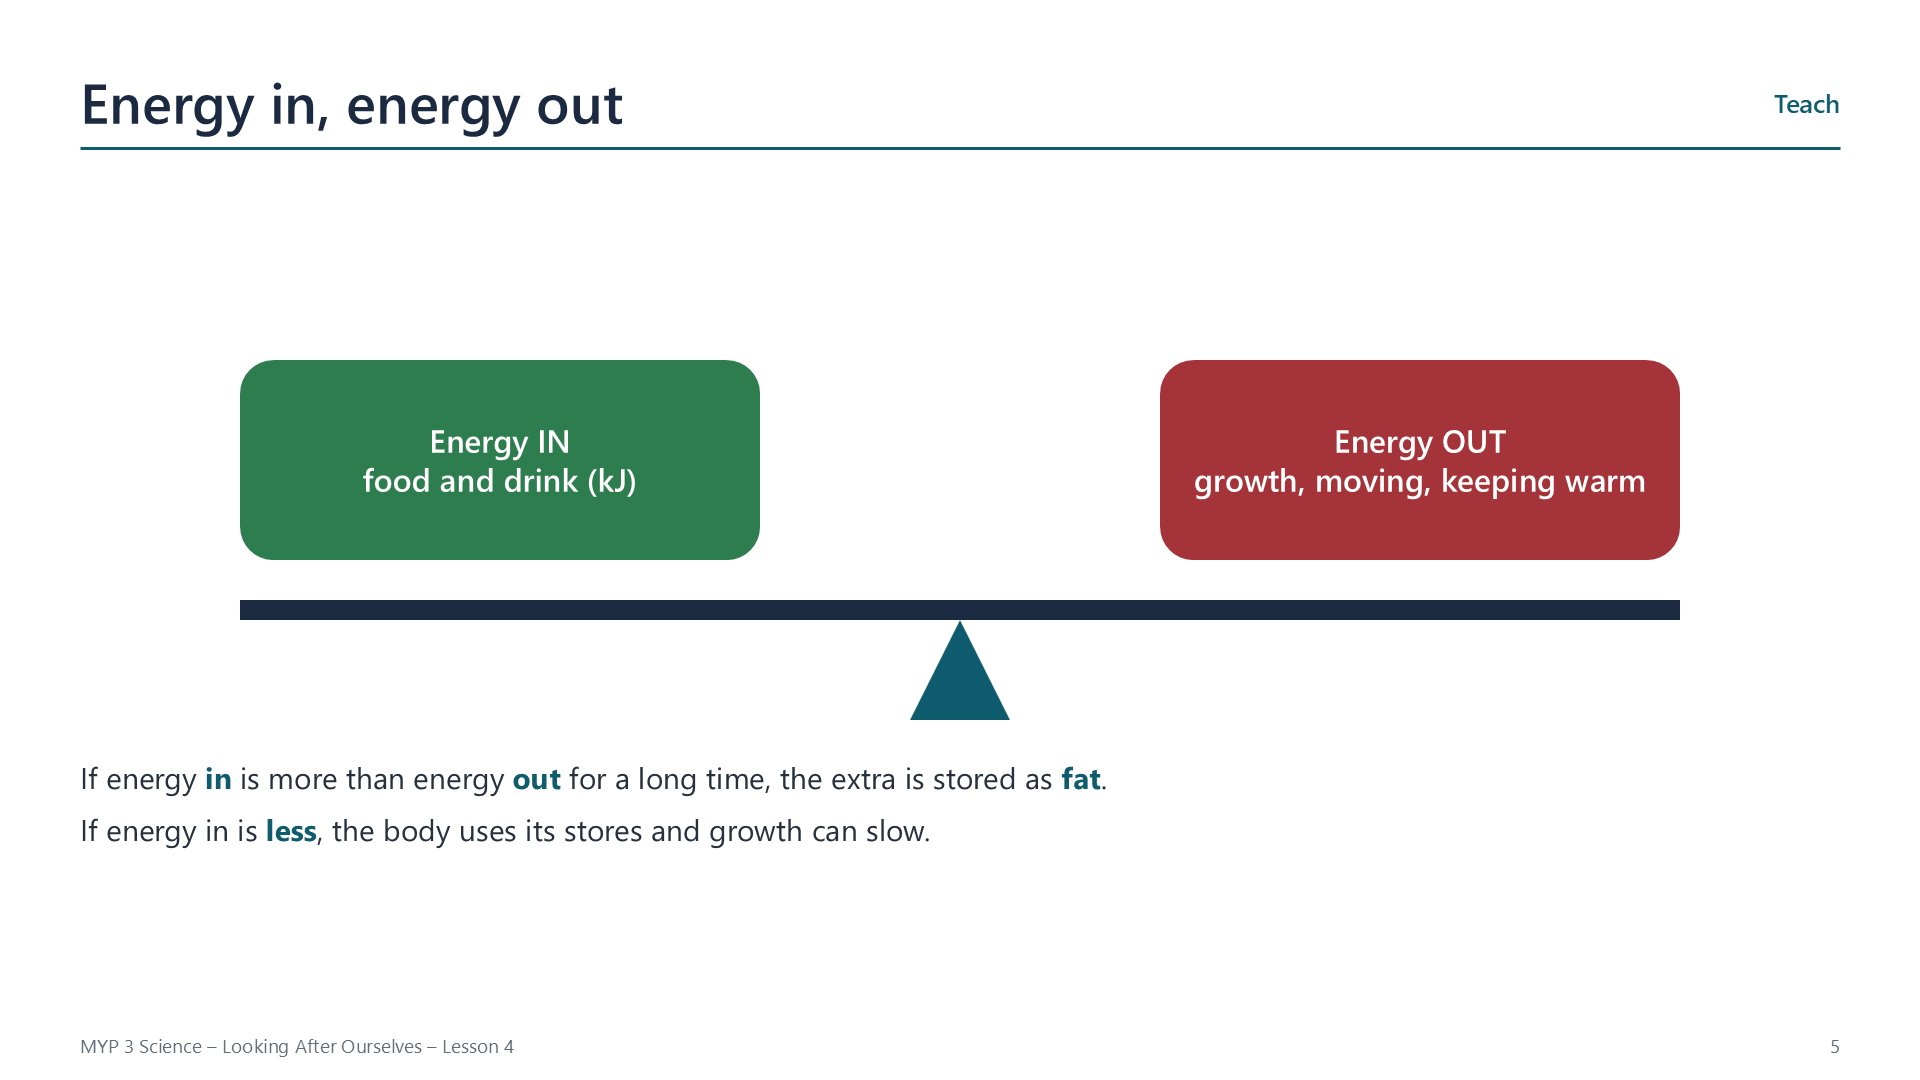 Energy in, energy out
Teach
Energy IN
food and drink (kJ)
Energy OUT
growth, moving, keeping warm
If energy in is more than energy out for a long time, the extra is stored as fat.
If energy in is less, the body uses its stores and growth can slow.
MYP 3 Science – Looking After Ourselves – Lesson 4
5